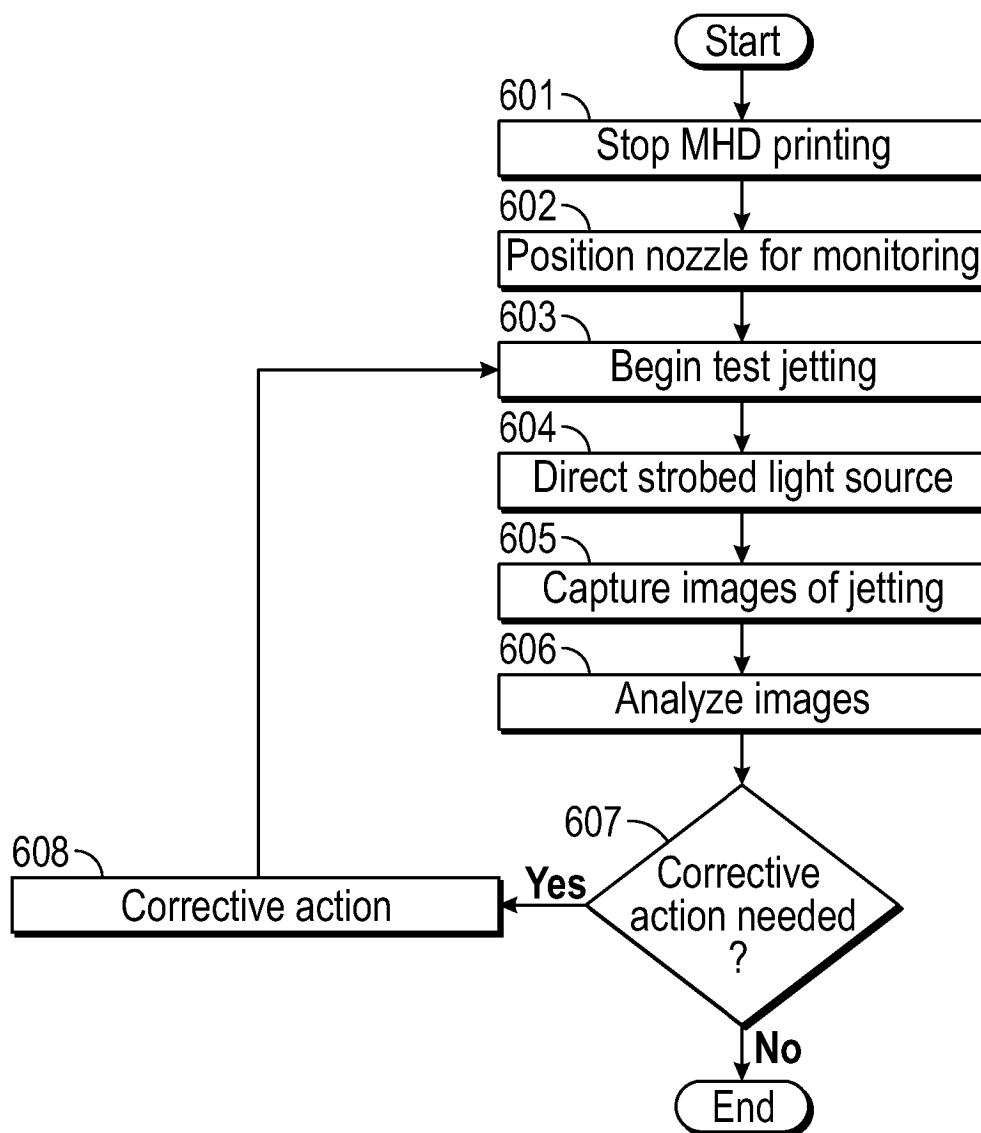 Start
601
Stop MHD printing
602
Position nozzle for monitoring
603
Begin test jetting
604
Direct strobed light source
605
Capture images of jetting
606
Analyze images
607
Corrective
action needed
?
Yes
608
Corrective action
No
End